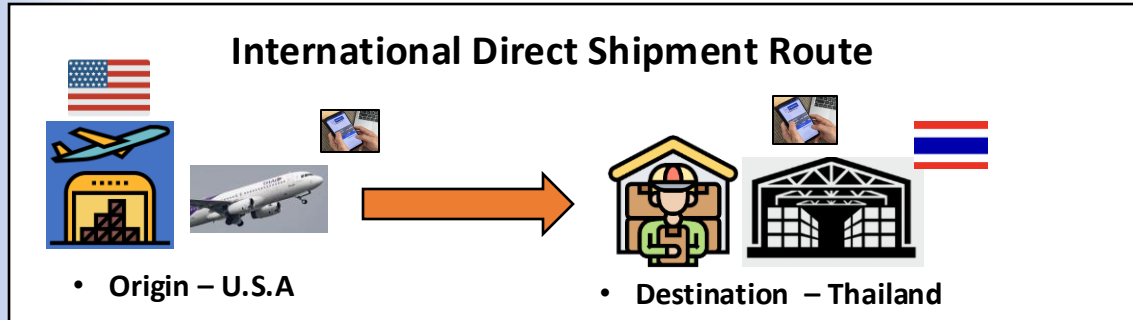 International Direct Shipment Route
• Origin – U.S.A
• Destination – Thailand